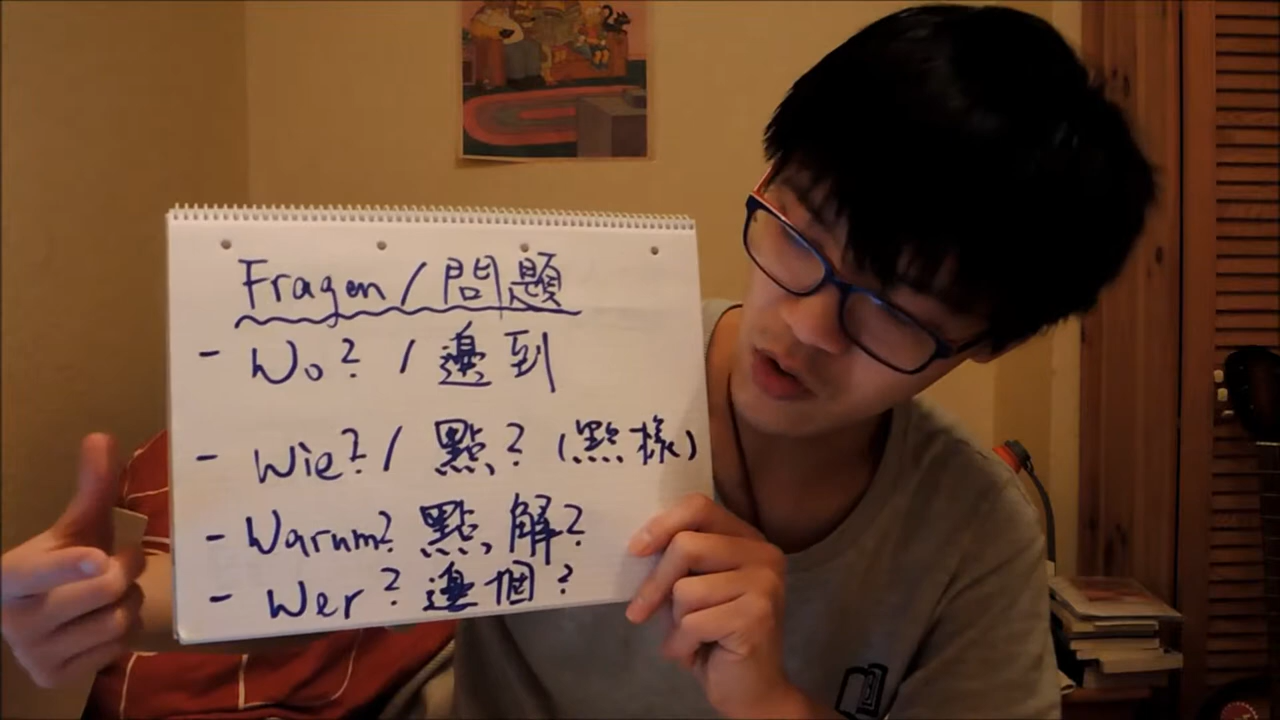 Fragen / 問題
- Wo? / 邊到
- Wie? / 點? (點樣)
- Warum? 點解?
- Wer? 邊個?